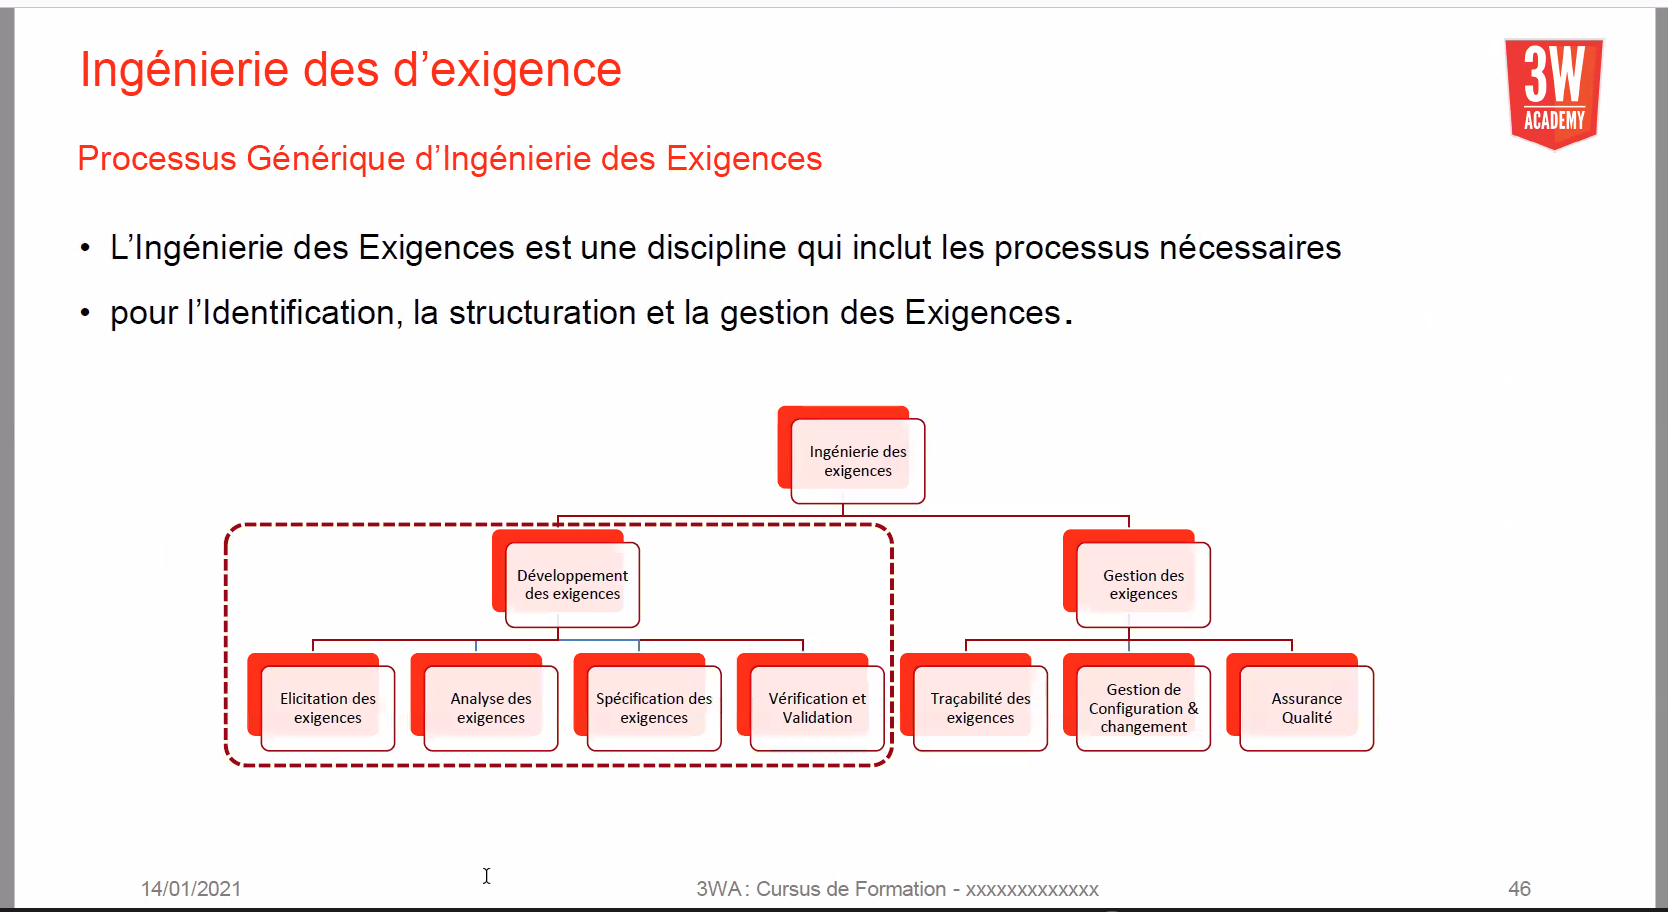 Ingénierie des d’exigence
3W
ACADEMY
Processus Générique d’Ingénierie des Exigences
• L’Ingénierie des Exigences est une discipline qui inclut les processus nécessaires
• pour l’Identification, la structuration et la gestion des Exigences.
Ingénierie des
exigences
Développement
des exigences
Gestion des
exigences
Elicitation des
exigences
Analyse des
exigences
Spécification des
exigences
Vérification et
Validation
Traçabilité des
exigences
Gestion de
Configuration &
changement
Assurance
Qualité
14/01/2021
3WA : Cursus de Formation - xxxxxxxxxxxxx
46